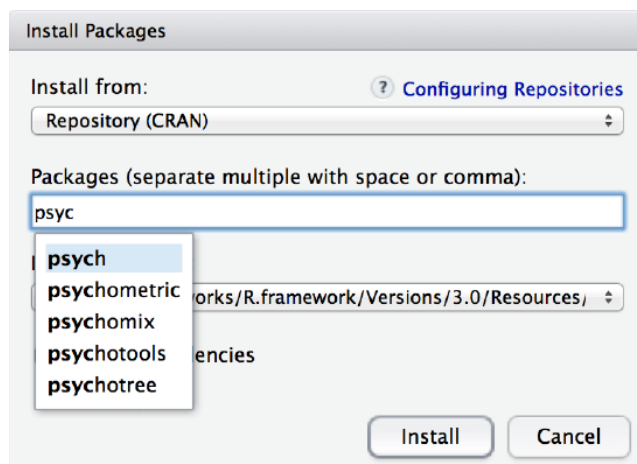 Install Packages
Install from:
? Configuring Repositories
Repository (CRAN)
Packages (separate multiple with space or comma):
psyc
psych
psychometric
orks/R.framework/Versions/3.0/Resources/
psychomix
psychotools
encies
psychotree
Install
Cancel